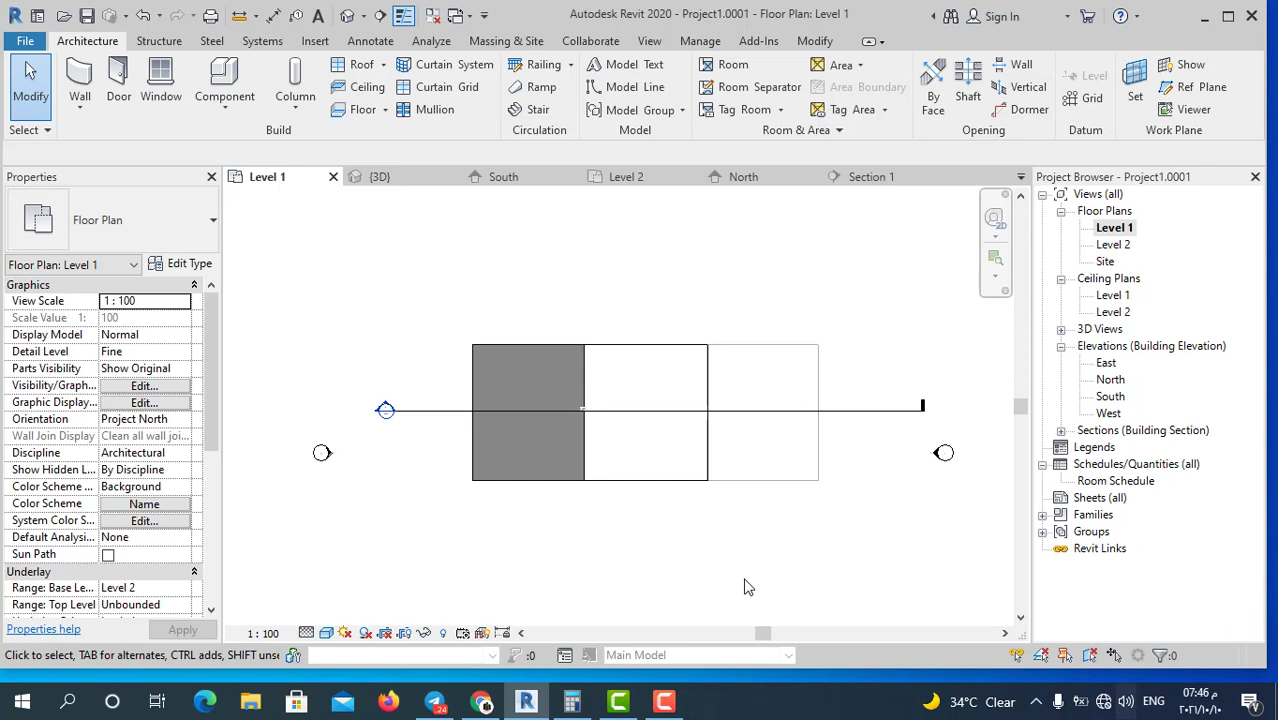 Autodesk Revit 2020 - Project1.0001 - Floor Plan: Level 1
Sign In
File Architecture Structure Steel Systems Insert Annotate Analyze Massing & Site Collaborate View Manage Add-Ins Modify
Modify
Wall
Door
Window
Component
Column
Roof
Ceiling
Floor
Curtain System
Curtain Grid
Mullion
Railing
Ramp
Stair
Model Text
Model Line
Model Group
Room
Room Separator
Tag Room
Area
Area Boundary
Tag Area
By Face
Shaft
Wall
Vertical
Dormer
Level
Grid
Set
Show
Ref Plane
Viewer
Select Build Circulation Model Room & Area Opening Datum Work Plane
Properties
Level 1 {3D} South Level 2 North Section 1
Project Browser - Project1.0001
Floor Plan
Floor Plan: Level 1 Edit Type
Graphics
View Scale 1 : 100
Scale Value 1: 100
Display Model Normal
Detail Level Fine
Parts Visibility Show Original
Visibility/Graph... Edit...
Graphic Display... Edit...
Orientation Project North
Wall Join Display Clean all wall joi...
Discipline Architectural
Show Hidden L... By Discipline
Color Scheme ... Background
Color Scheme Name
System Color S... Edit...
Default Analysi... None
Sun Path
Underlay
Range: Base Le... Level 2
Range: Top Level Unbounded
Properties help Apply
Views (all)
Floor Plans
Level 1
Level 2
Site
Ceiling Plans
Level 1
Level 2
3D Views
Elevations (Building Elevation)
East
North
South
West
Sections (Building Section)
Legends
Schedules/Quantities (all)
Room Schedule
Sheets (all)
Families
Groups
Revit Links
2D
1 : 100
Click to select, TAB for alternates, CTRL adds, SHIFT unse
:0
Main Model
:0
24
34°C Clear
ENG
07:46 م
٢٠٢١/١٠/١